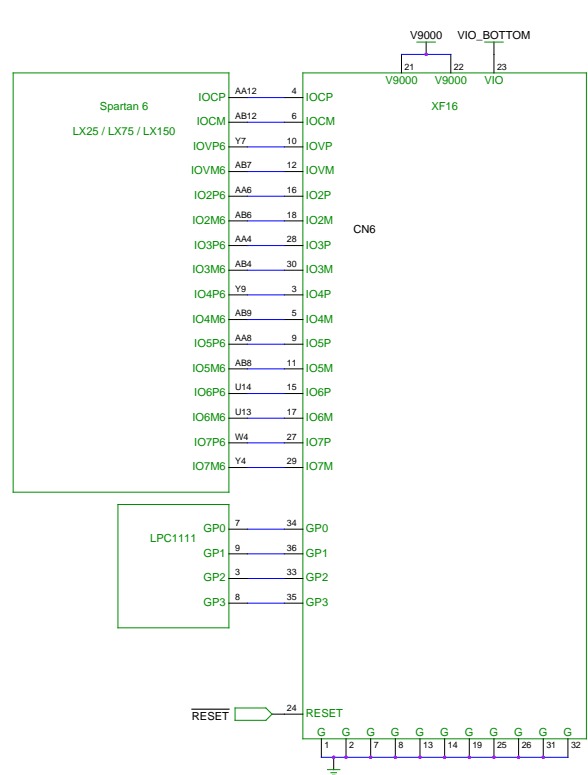 V9000 VIO_BOTTOM
21 22 23
V9000 V9000 VIO
Spartan 6
LX25 / LX75 / LX150
XF16
CN6
IOCP AA12 4 IOCP
IOCM AB12 6 IOCM
IOVP6 Y7 10 IOVP
IOVM6 AB7 12 IOVM
IO2P6 AA6 16 IO2P
IO2M6 AB6 18 IO2M
IO3P6 AA4 28 IO3P
IO3M6 AB4 30 IO3M
IO4P6 Y9 3 IO4P
IO4M6 AB9 5 IO4M
IO5P6 AA8 9 IO5P
IO5M6 AB8 11 IO5M
IO6P6 U14 15 IO6P
IO6M6 U13 17 IO6M
IO7P6 W4 27 IO7P
IO7M6 Y4 29 IO7M
LPC1111
GP0 7 34 GP0
GP1 9 36 GP1
GP2 3 33 GP2
GP3 8 35 GP3
RESET 24 RESET
G G G G G G G G G G G
1 2 7 8 13 14 19 25 26 31 32